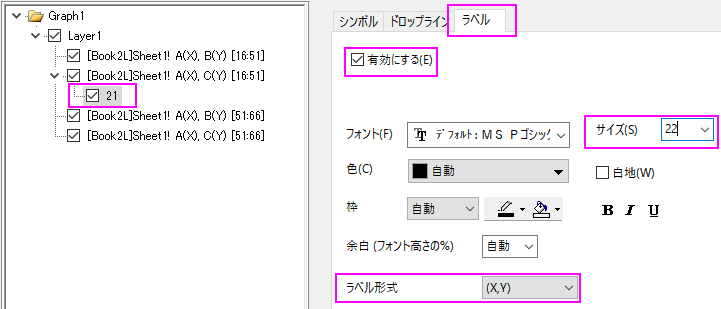 Graph1
Layer1
[Book2L]Sheet1! A(X), B(Y) [16:51]
[Book2L]Sheet1! A(X), C(Y) [16:51]
21
[Book2L]Sheet1! A(X), B(Y) [51:66]
[Book2L]Sheet1! A(X), C(Y) [51:66]
シンボル ドロップライン ラベル
有効にする(E)
フォント(F) デフォルト: ＭＳ Ｐゴシック サイズ(S) 22
色(C) 自動 白地(W)
枠 自動 B I U
余白 (フォント高さの%) 自動
ラベル形式 (X,Y)